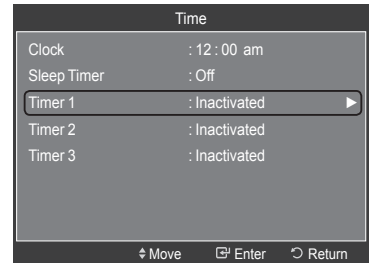 Time
Clock : 12 : 00 am
Sleep Timer : Off
Timer 1 : Inactivated
Timer 2 : Inactivated
Timer 3 : Inactivated
Move Enter Return